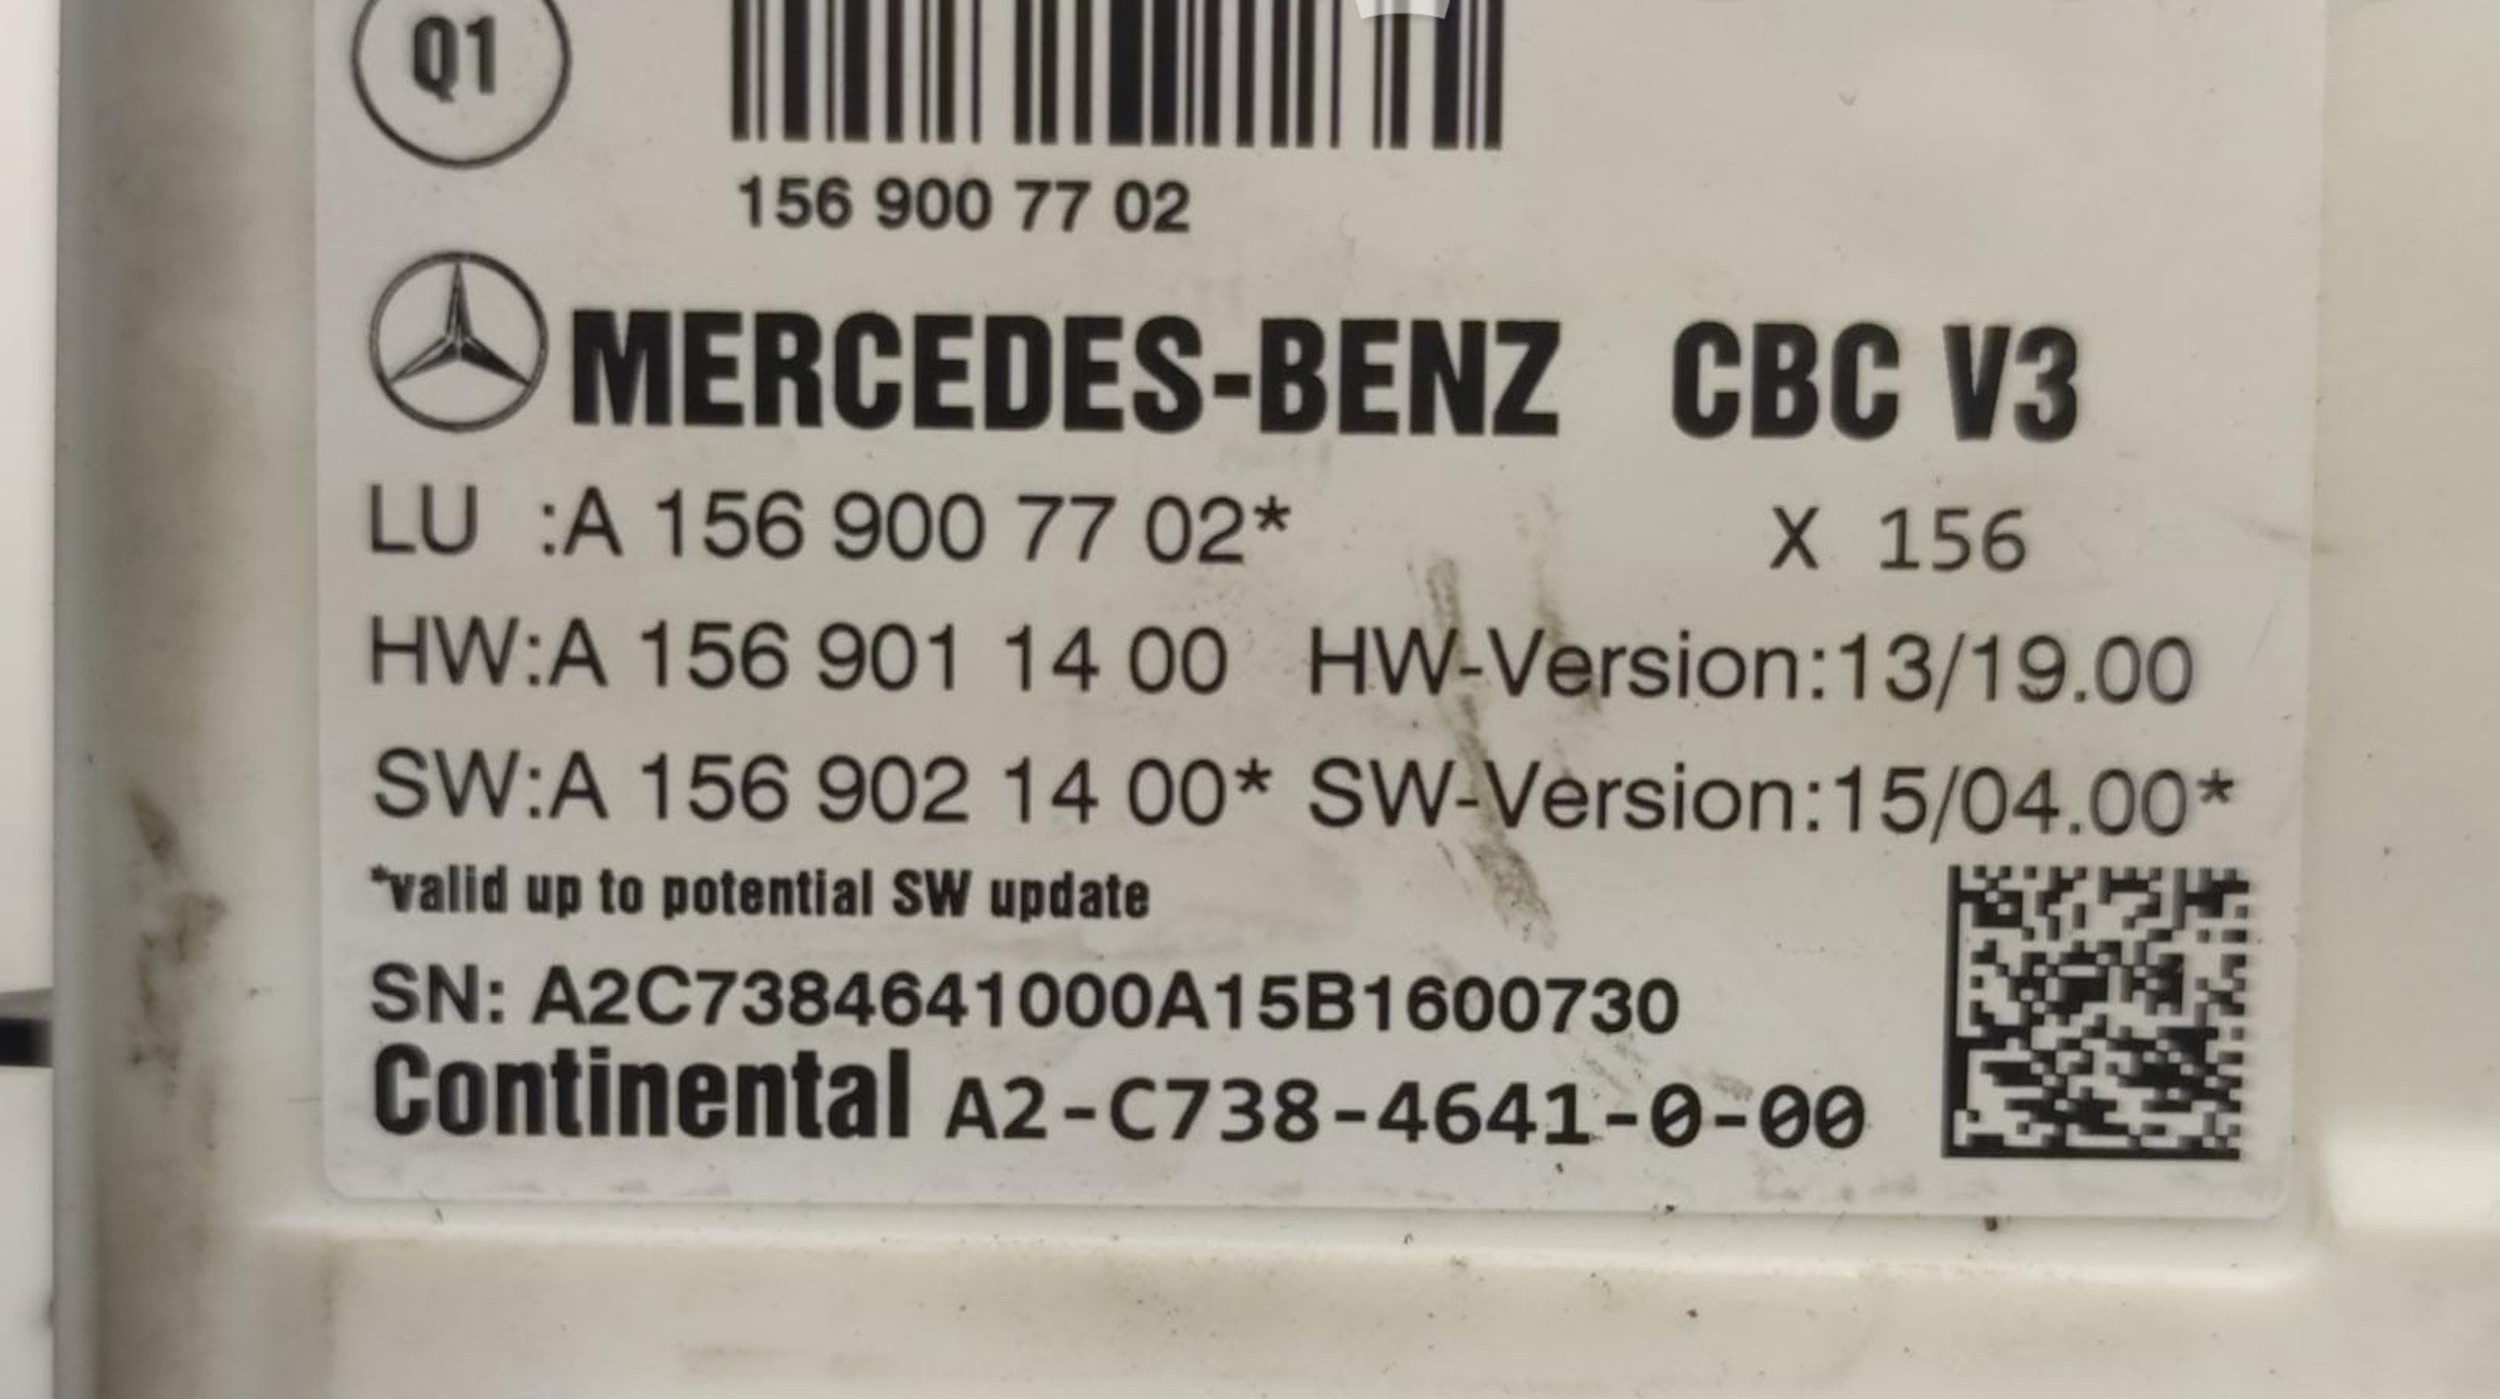 Q1
156 900 77 02
MERCEDES-BENZ CBC V3
LU :A 156 900 77 02* X 156
HW:A 156 901 14 00 HW-Version:13/19.00
SW:A 156 902 14 00* SW-Version:15/04.00*
*valid up to potential SW update
SN: A2C7384641000A15B1600730
Continental A2-C738-4641-0-00